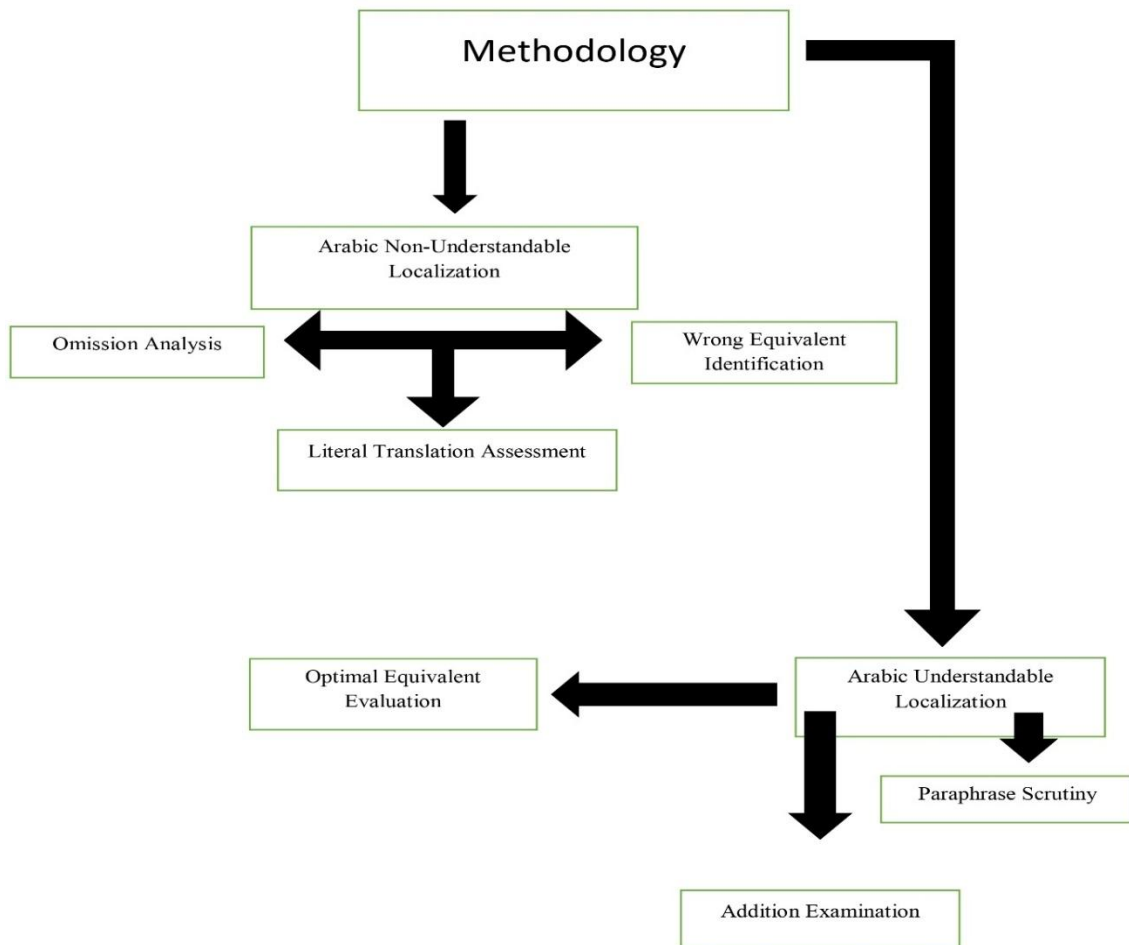 Methodology
Arabic Non-Understandable
Localization
Omission Analysis
Wrong Equivalent
Identification
Literal Translation Assessment
Optimal Equivalent
Evaluation
Arabic Understandable
Localization
Paraphrase Scrutiny
Addition Examination